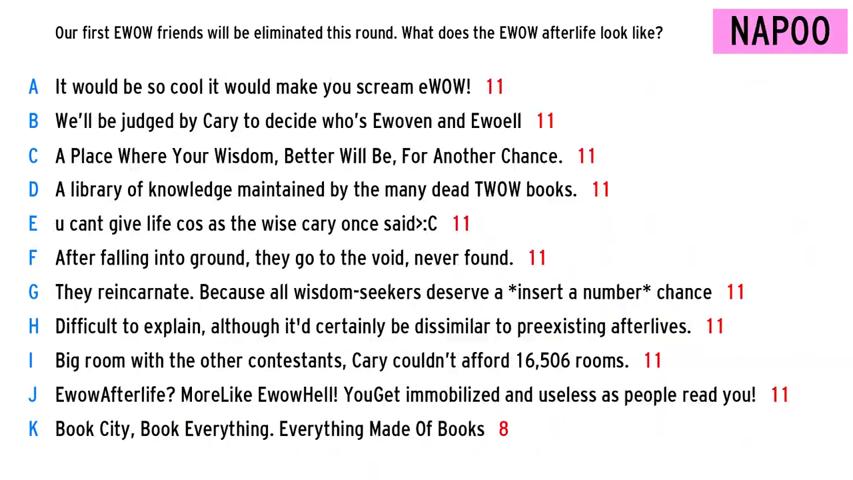 Our first EWOW friends will be eliminated this round. What does the EWOW afterlife look like?
NAPOO
A It would be so cool it would make you scream eWOW! 11
B We'll be judged by Cary to decide who's Ewoven and Ewoell 11
C A Place Where Your Wisdom, Better Will Be, For Another Chance. 11
D A library of knowledge maintained by the many dead TWOW books. 11
E u cant give life cos as the wise cary once said>:C 11
F After falling into ground, they go to the void, never found. 11
G They reincarnate. Because all wisdom-seekers deserve a *insert a number* chance 11
H Difficult to explain, although it'd certainly be dissimilar to preexisting afterlives. 11
I Big room with the other contestants, Cary couldn't afford 16,506 rooms. 11
J EwowAfterlife? MoreLike EwowHell! YouGet immobilized and useless as people read you! 11
K Book City, Book Everything. Everything Made Of Books 8